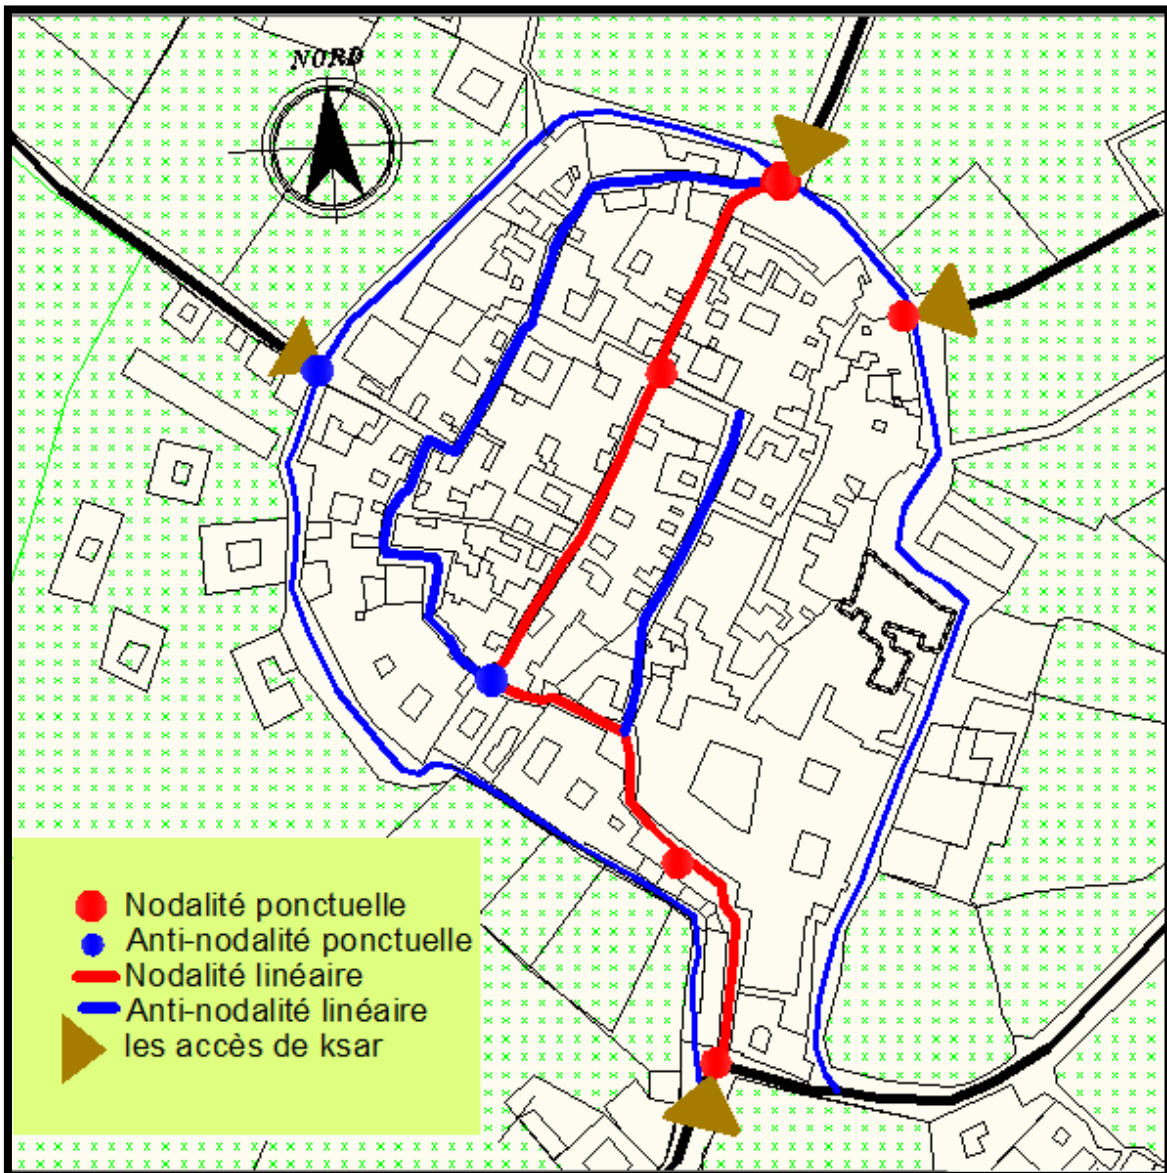 NORD
Nodalité ponctuelle
Anti-nodalité ponctuelle
Nodalité linéaire
Anti-nodalité linéaire
les accès de ksar